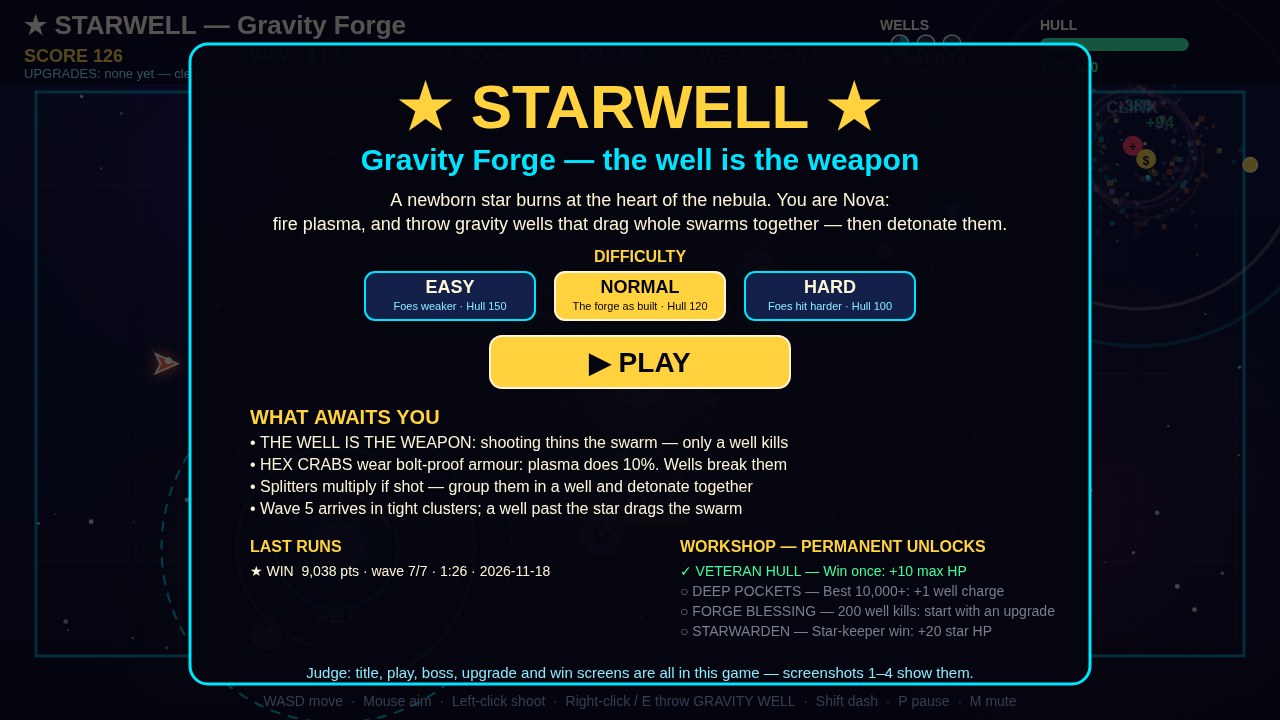 ★ STARWELL — Gravity Forge
WELLS
HULL
SCORE 126
UPGRADES: none yet —
+94
★ STARWELL ★
Gravity Forge — the well is the weapon
A newborn star burns at the heart of the nebula. You are Nova:
fire plasma, and throw gravity wells that drag whole swarms together — then detonate them.
DIFFICULTY
EASY
Foes weaker · Hull 150
NORMAL
The forge as built · Hull 120
HARD
Foes hit harder · Hull 100
▶ PLAY
WHAT AWAITS YOU
• THE WELL IS THE WEAPON: shooting thins the swarm — only a well kills
• HEX CRABS wear bolt-proof armour: plasma does 10%. Wells break them
• Splitters multiply if shot — group them in a well and detonate together
• Wave 5 arrives in tight clusters; a well past the star drags the swarm
LAST RUNS
★ WIN 9,038 pts · wave 7/7 · 1:26 · 2026-11-18
WORKSHOP — PERMANENT UNLOCKS
✓ VETERAN HULL — Win once: +10 max HP
○ DEEP POCKETS — Best 10,000+: +1 well charge
○ FORGE BLESSING — 200 well kills: start with an upgrade
○ STARWARDEN — Star-keeper win: +20 star HP
WELL
Judge: title, play, boss, upgrade and win screens are all in this game — screenshots 1–4 show them.
WASD move · Mouse aim · Left-click shoot · Right-click / E throw GRAVITY WELL · Shift dash · P pause · M mute